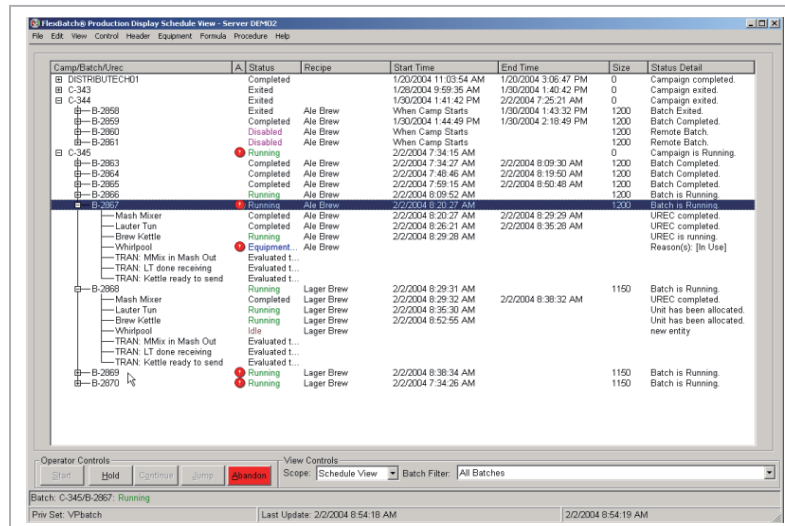 FlexBatch® Production Display Schedule View - Server DEMO2
File Edit View Control Header Equipment Formula Procedure Help
Camp/Batch/Urec A. Status Recipe Start Time End Time Size Status Detail
DISTRIBUTECH01 Completed 1/20/2004 11:03:54 AM 1/20/2004 3:06:47 PM 0 Campaign completed.
C-343 Exited 1/28/2004 9:59:35 AM 1/30/2004 1:40:42 PM 0 Campaign exited.
C-344 Exited 1/30/2004 1:41:42 PM 2/2/2004 7:25:21 AM 0 Campaign exited.
B-2858 Exited Ale Brew When Camp Starts 1/30/2004 1:43:32 PM 1200 Batch Exited.
B-2859 Completed Ale Brew 1/30/2004 1:44:49 PM 1/30/2004 2:18:49 PM 1200 Batch Completed.
B-2860 Disabled Ale Brew When Camp Starts 1200 Remote Batch.
B-2861 Disabled Ale Brew When Camp Starts 1200 Remote Batch.
C-345 Running 2/2/2004 7:34:15 AM 0 Campaign is Running.
B-2863 Completed Ale Brew 2/2/2004 7:34:27 AM 2/2/2004 8:09:30 AM 1200 Batch Completed.
B-2864 Completed Ale Brew 2/2/2004 7:48:46 AM 2/2/2004 8:19:50 AM 1200 Batch Completed.
B-2865 Completed Ale Brew 2/2/2004 7:59:15 AM 2/2/2004 8:50:48 AM 1200 Batch Completed.
B-2866 Running Ale Brew 2/2/2004 8:09:52 AM 1200 Batch is Running.
B-2867 Running Ale Brew 2/2/2004 8:20:27 AM 1200 Batch is Running.
Mash Mixer Completed Ale Brew 2/2/2004 8:20:27 AM 2/2/2004 8:29:29 AM UREC completed.
Lauter Tun Completed Ale Brew 2/2/2004 8:26:21 AM 2/2/2004 8:35:28 AM UREC completed.
Brew Kettle Running Ale Brew 2/2/2004 8:29:28 AM UREC is running.
Whirlpool Equipment... Ale Brew Reason(s): [In Use]
TRAN: MMix in Mash Out Evaluated t...
TRAN: LT done receiving Evaluated t...
TRAN: Kettle ready to send Evaluated t...
B-2868 Running Lager Brew 2/2/2004 8:29:31 AM 1150 Batch is Running.
Mash Mixer Completed Lager Brew 2/2/2004 8:29:32 AM 2/2/2004 8:38:32 AM UREC completed.
Lauter Tun Running Lager Brew 2/2/2004 8:35:30 AM Unit has been allocated.
Brew Kettle Running Lager Brew 2/2/2004 8:52:55 AM Unit has been allocated.
Whirlpool Idle Lager Brew new entity
TRAN: MMix in Mash Out Evaluated t...
TRAN: LT done receiving Evaluated t...
TRAN: Kettle ready to send Evaluated t...
B-2869 Running Lager Brew 2/2/2004 8:38:34 AM 1150 Batch is Running.
B-2870 Running Lager Brew 2/2/2004 7:34:26 AM 1150 Batch is Running.
Operator Controls View Controls
Start Hold Continue Jump Abandon Scope: Schedule View Batch Filter: All Batches
Batch: C-345/B-2867: Running
Priv Set: VPbatch Last Update: 2/2/2004 8:54:18 AM 2/2/2004 8:54:19 AM